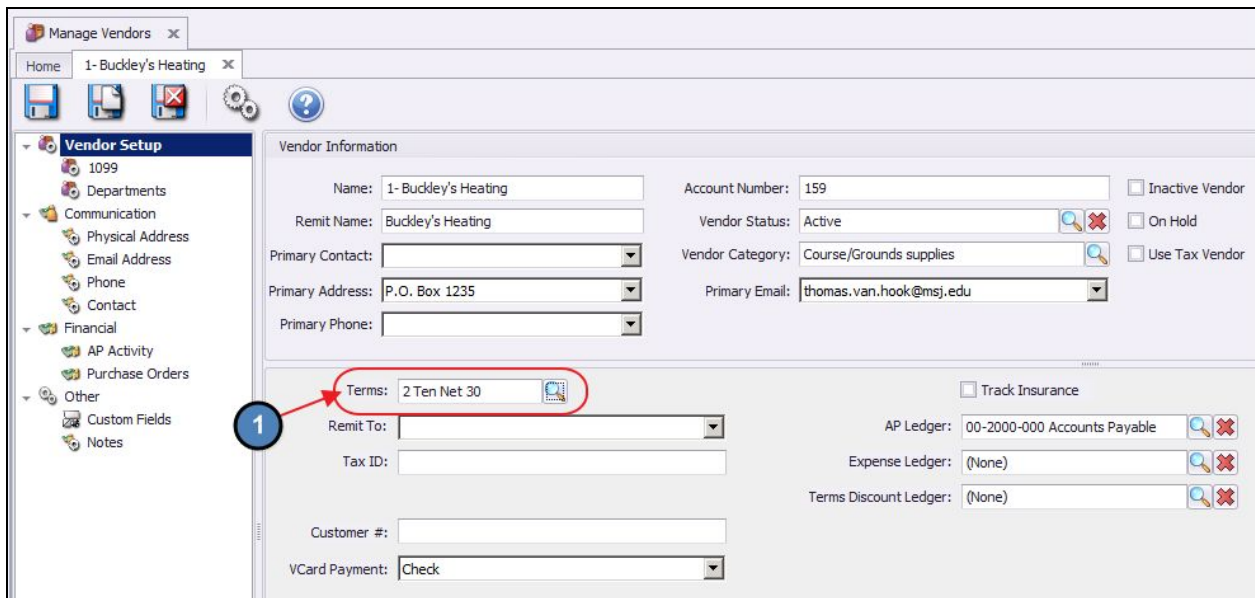 Manage Vendors
Home 1- Buckley's Heating
Vendor Setup
1099
Departments
Communication
Physical Address
Email Address
Phone
Contact
Financial
AP Activity
Purchase Orders
Other
Custom Fields
Notes
Vendor Information
Name: 1- Buckley's Heating Account Number: 159 Inactive Vendor
Remit Name: Buckley's Heating Vendor Status: Active On Hold
Primary Contact: Vendor Category: Course/Grounds supplies Use Tax Vendor
Primary Address: P.O. Box 1235 Primary Email: thomas.van.hook@msj.edu
Primary Phone:
1
Terms: 2 Ten Net 30 Track Insurance
Remit To: AP Ledger: 00-2000-000 Accounts Payable
Tax ID: Expense Ledger: (None)
Terms Discount Ledger: (None)
Customer #:
VCard Payment: Check